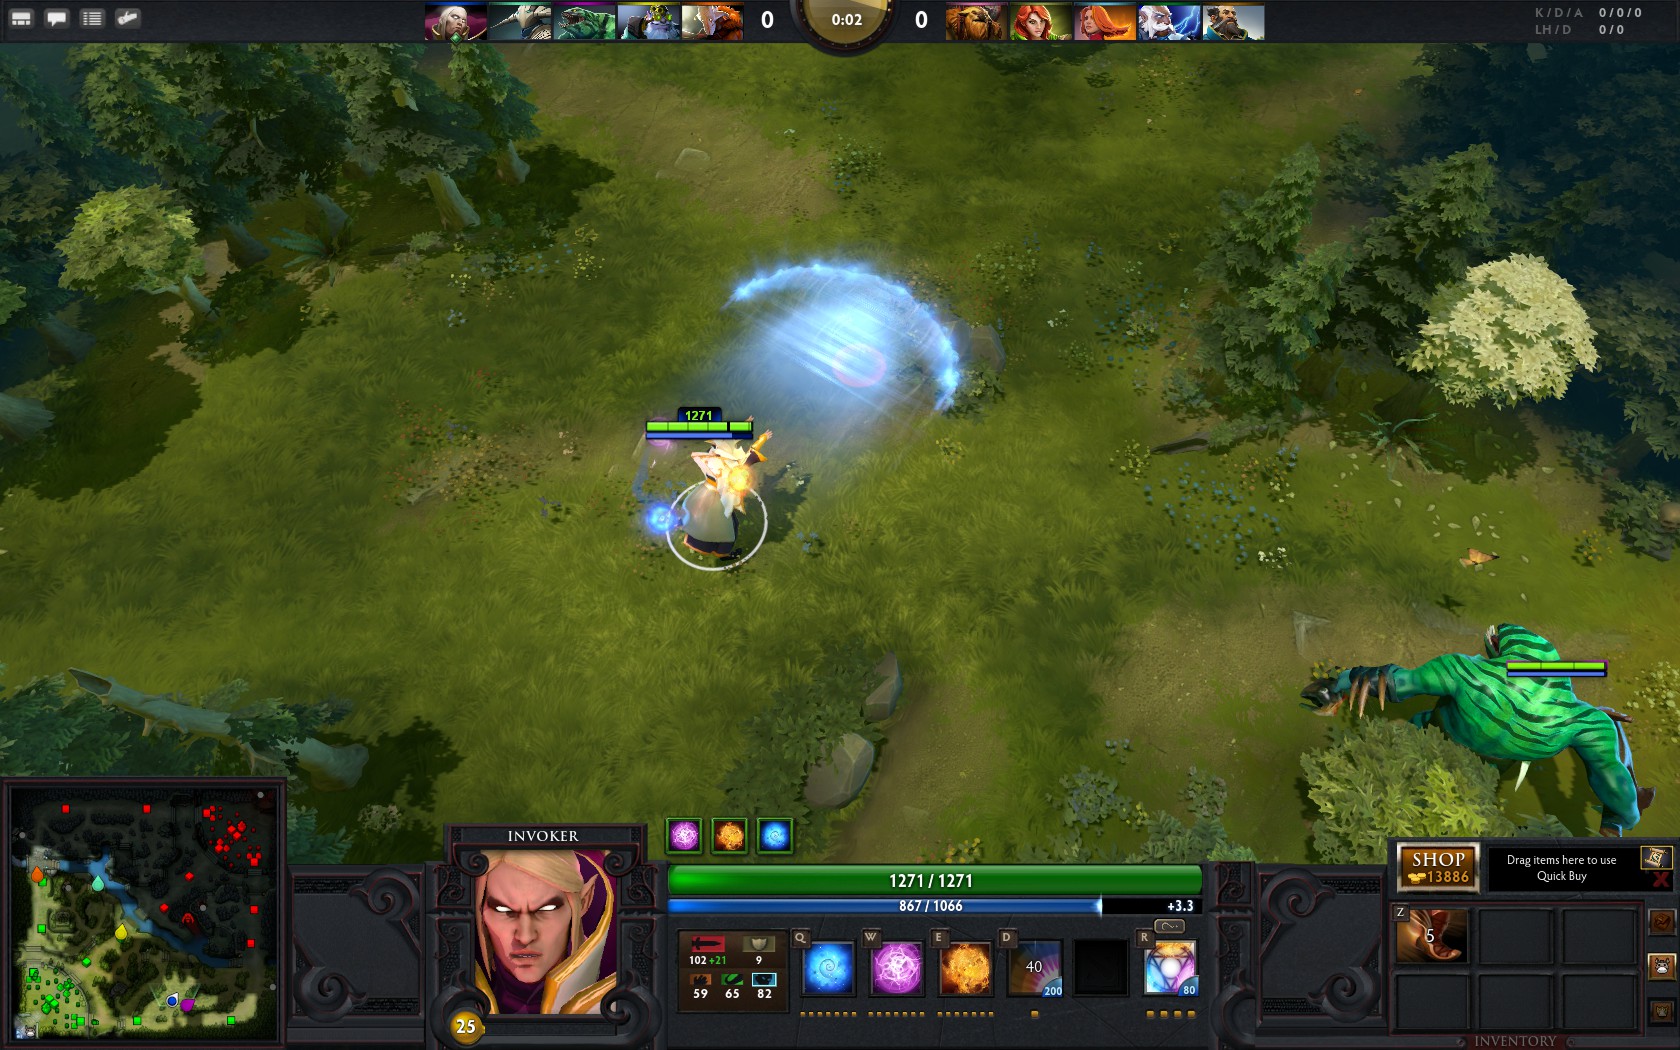 0
0:02
0
K / D / A 0 / 0 / 0
LH / D 0 / 0
1271
INVOKER
25
1271 / 1271
867 / 1066
+3.3
102 +21
9
59
65
82
Q
W
E
D
40
200
R
80
SHOP
13886
Drag items here to use
Quick Buy
Z
5
INVENTORY